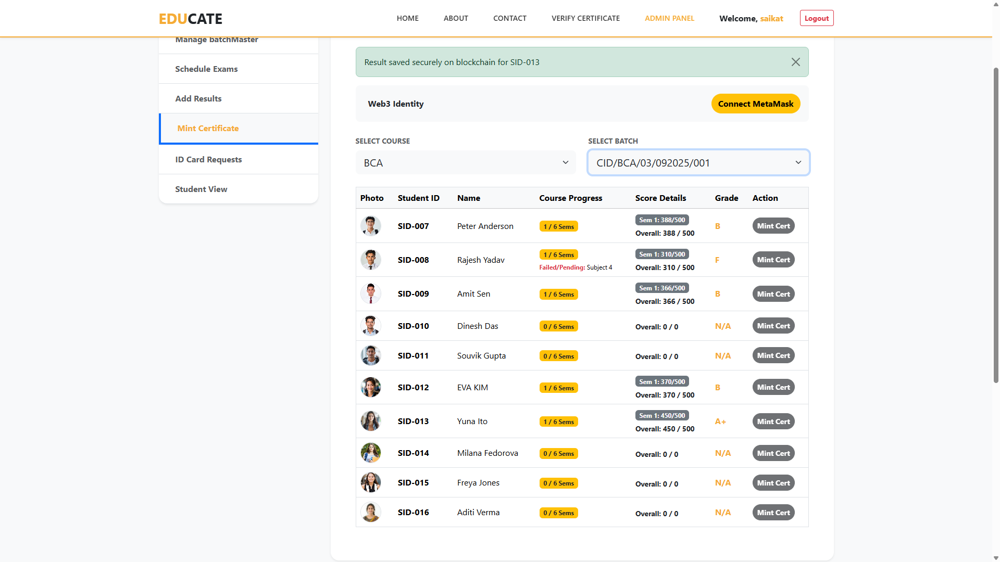 EDUCATE HOME ABOUT CONTACT VERIFY CERTIFICATE ADMIN PANEL Welcome, saikat Logout
Manage batchMaster
Schedule Exams
Add Results
Mint Certificate
ID Card Requests
Student View
Result saved securely on blockchain for SID-013
Web3 Identity Connect MetaMask
SELECT COURSE SELECT BATCH
BCA CID/BCA/03/092025/001
Photo Student ID Name Course Progress Score Details Grade Action
SID-007 Peter Anderson 1 / 6 Sems Sem 1: 388/500 B Mint Cert
Overall: 388 / 500
SID-008 Rajesh Yadav 1 / 6 Sems Sem 1: 310/500 F Mint Cert
Failed/Pending: Subject 4 Overall: 310 / 500
SID-009 Amit Sen 1 / 6 Sems Sem 1: 366/500 B Mint Cert
Overall: 366 / 500
SID-010 Dinesh Das 0 / 6 Sems Overall: 0 / 0 N/A Mint Cert
SID-011 Souvik Gupta 0 / 6 Sems Overall: 0 / 0 N/A Mint Cert
SID-012 EVA KIM 1 / 6 Sems Sem 1: 370/500 B Mint Cert
Overall: 370 / 500
SID-013 Yuna Ito 1 / 6 Sems Sem 1: 450/500 A+ Mint Cert
Overall: 450 / 500
SID-014 Milana Fedorova 0 / 6 Sems Overall: 0 / 0 N/A Mint Cert
SID-015 Freya Jones 0 / 6 Sems Overall: 0 / 0 N/A Mint Cert
SID-016 Aditi Verma 0 / 6 Sems Overall: 0 / 0 N/A Mint Cert